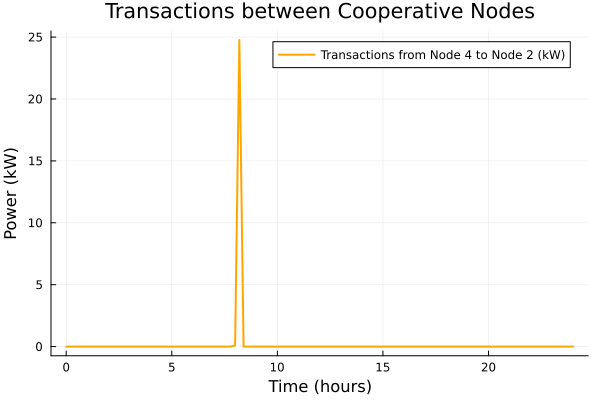 Transactions between Cooperative Nodes
Transactions from Node 4 to Node 2 (kW)
Power (kW)
25
20
15
10
5
0
0 5 10 15 20
Time (hours)